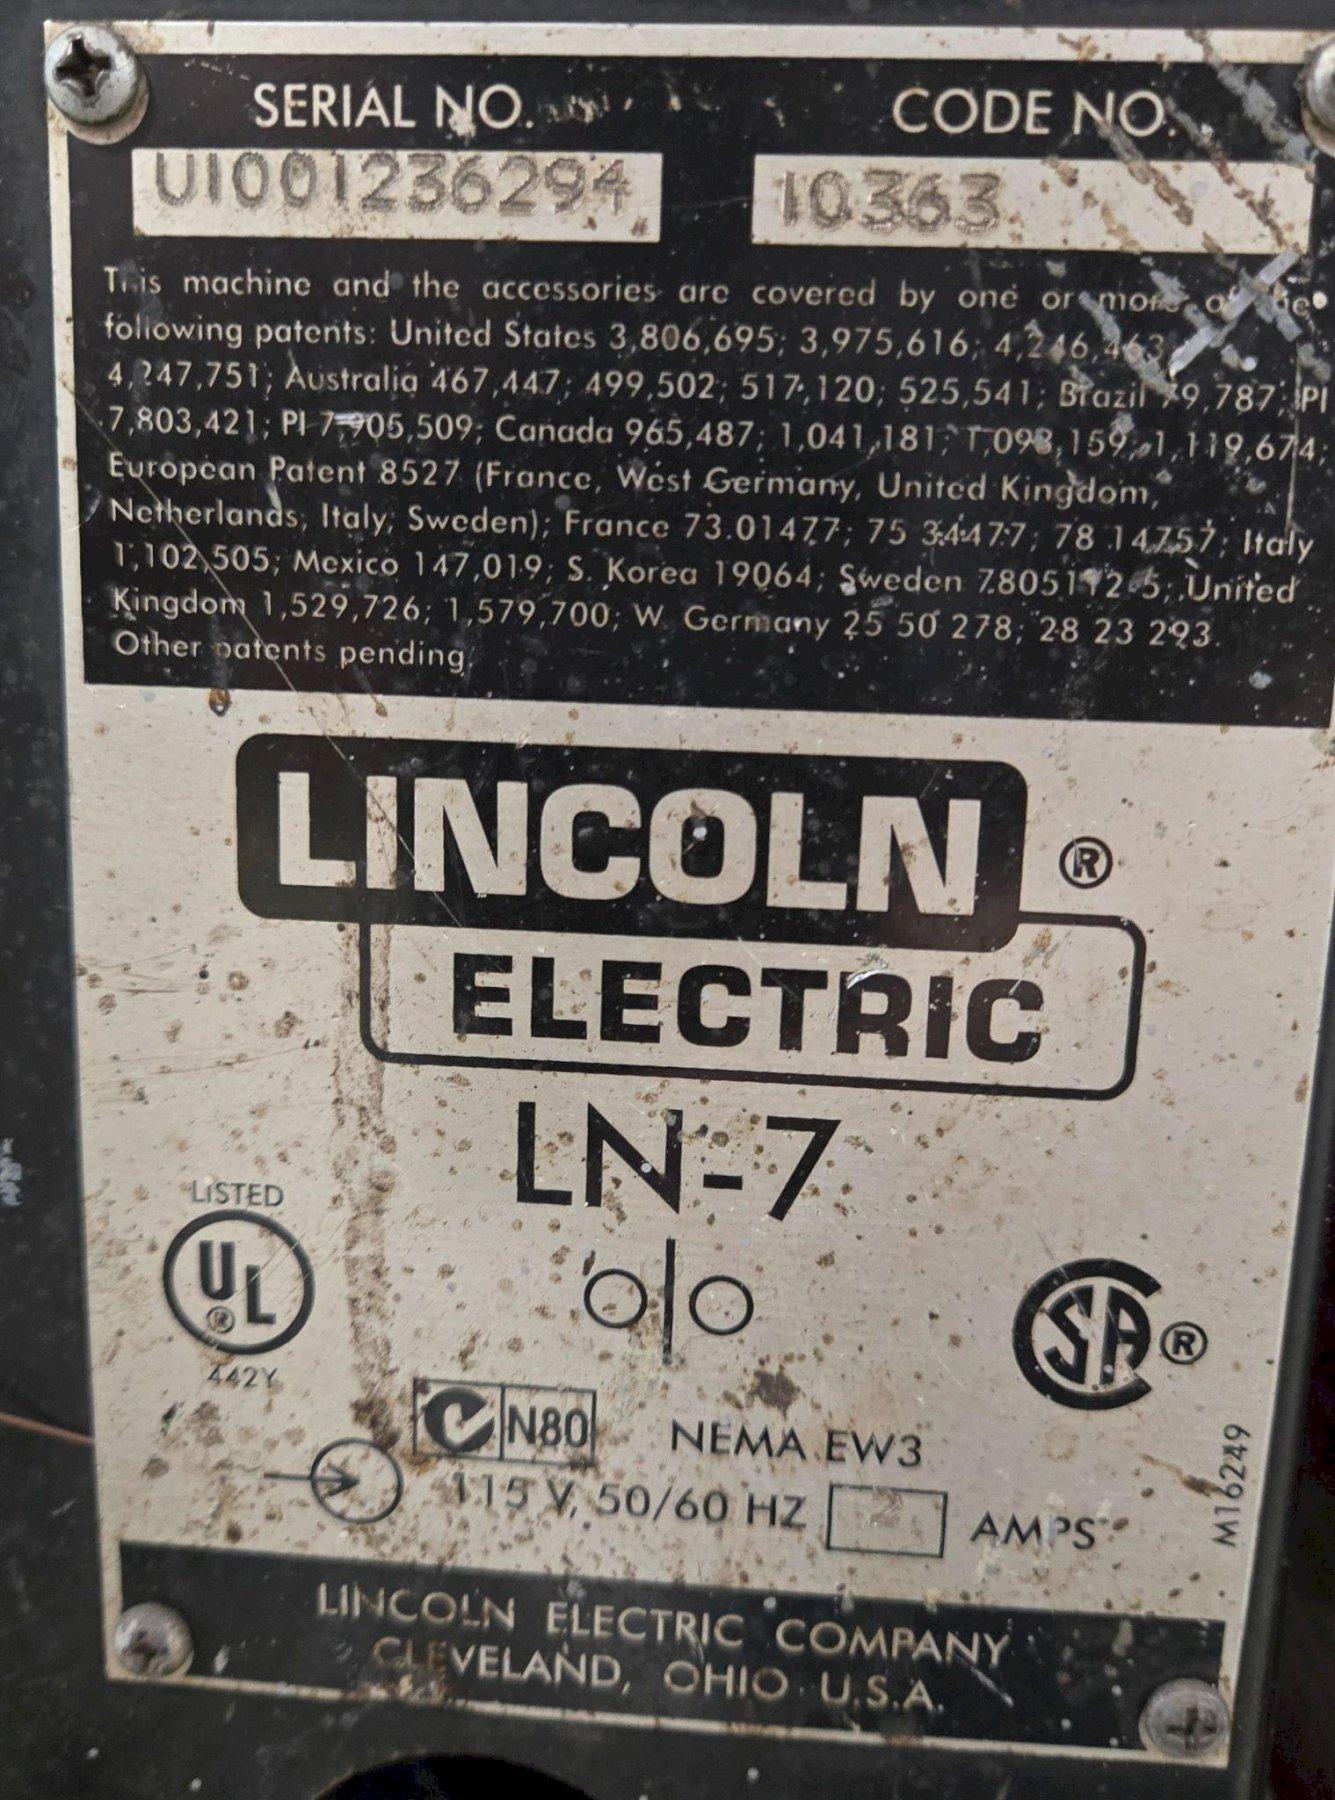 SERIAL NO. CODE NO.
U1001236294 10363
This machine and the accessories are covered by one or more of the
following patents: United States 3,806,695; 3,975,616; 4,246,463;
4,247,751; Australia 467,447; 499,502; 517,120; 525,541; Brazil 79,787; PI
7,803,421; PI 7,905,509; Canada 965,487; 1,041,181; 1,093,159; 1,119,674;
European Patent 8527 (France, West Germany, United Kingdom,
Netherlands, Italy, Sweden); France 73.01477; 75 34477; 78 14757; Italy
1,102,505; Mexico 147,019; S. Korea 19064; Sweden 7805112-5; United
Kingdom 1,529,726; 1,579,700; W. Germany 25 50 278; 28 23 293.
Other patents pending.
LINCOLN ®
ELECTRIC
LN-7
LISTED
UL ®
442Y
SA ®
N80 NEMA EW3
115 V, 50/60 HZ AMPS
M16249
LINCOLN ELECTRIC COMPANY
CLEVELAND, OHIO U.S.A.